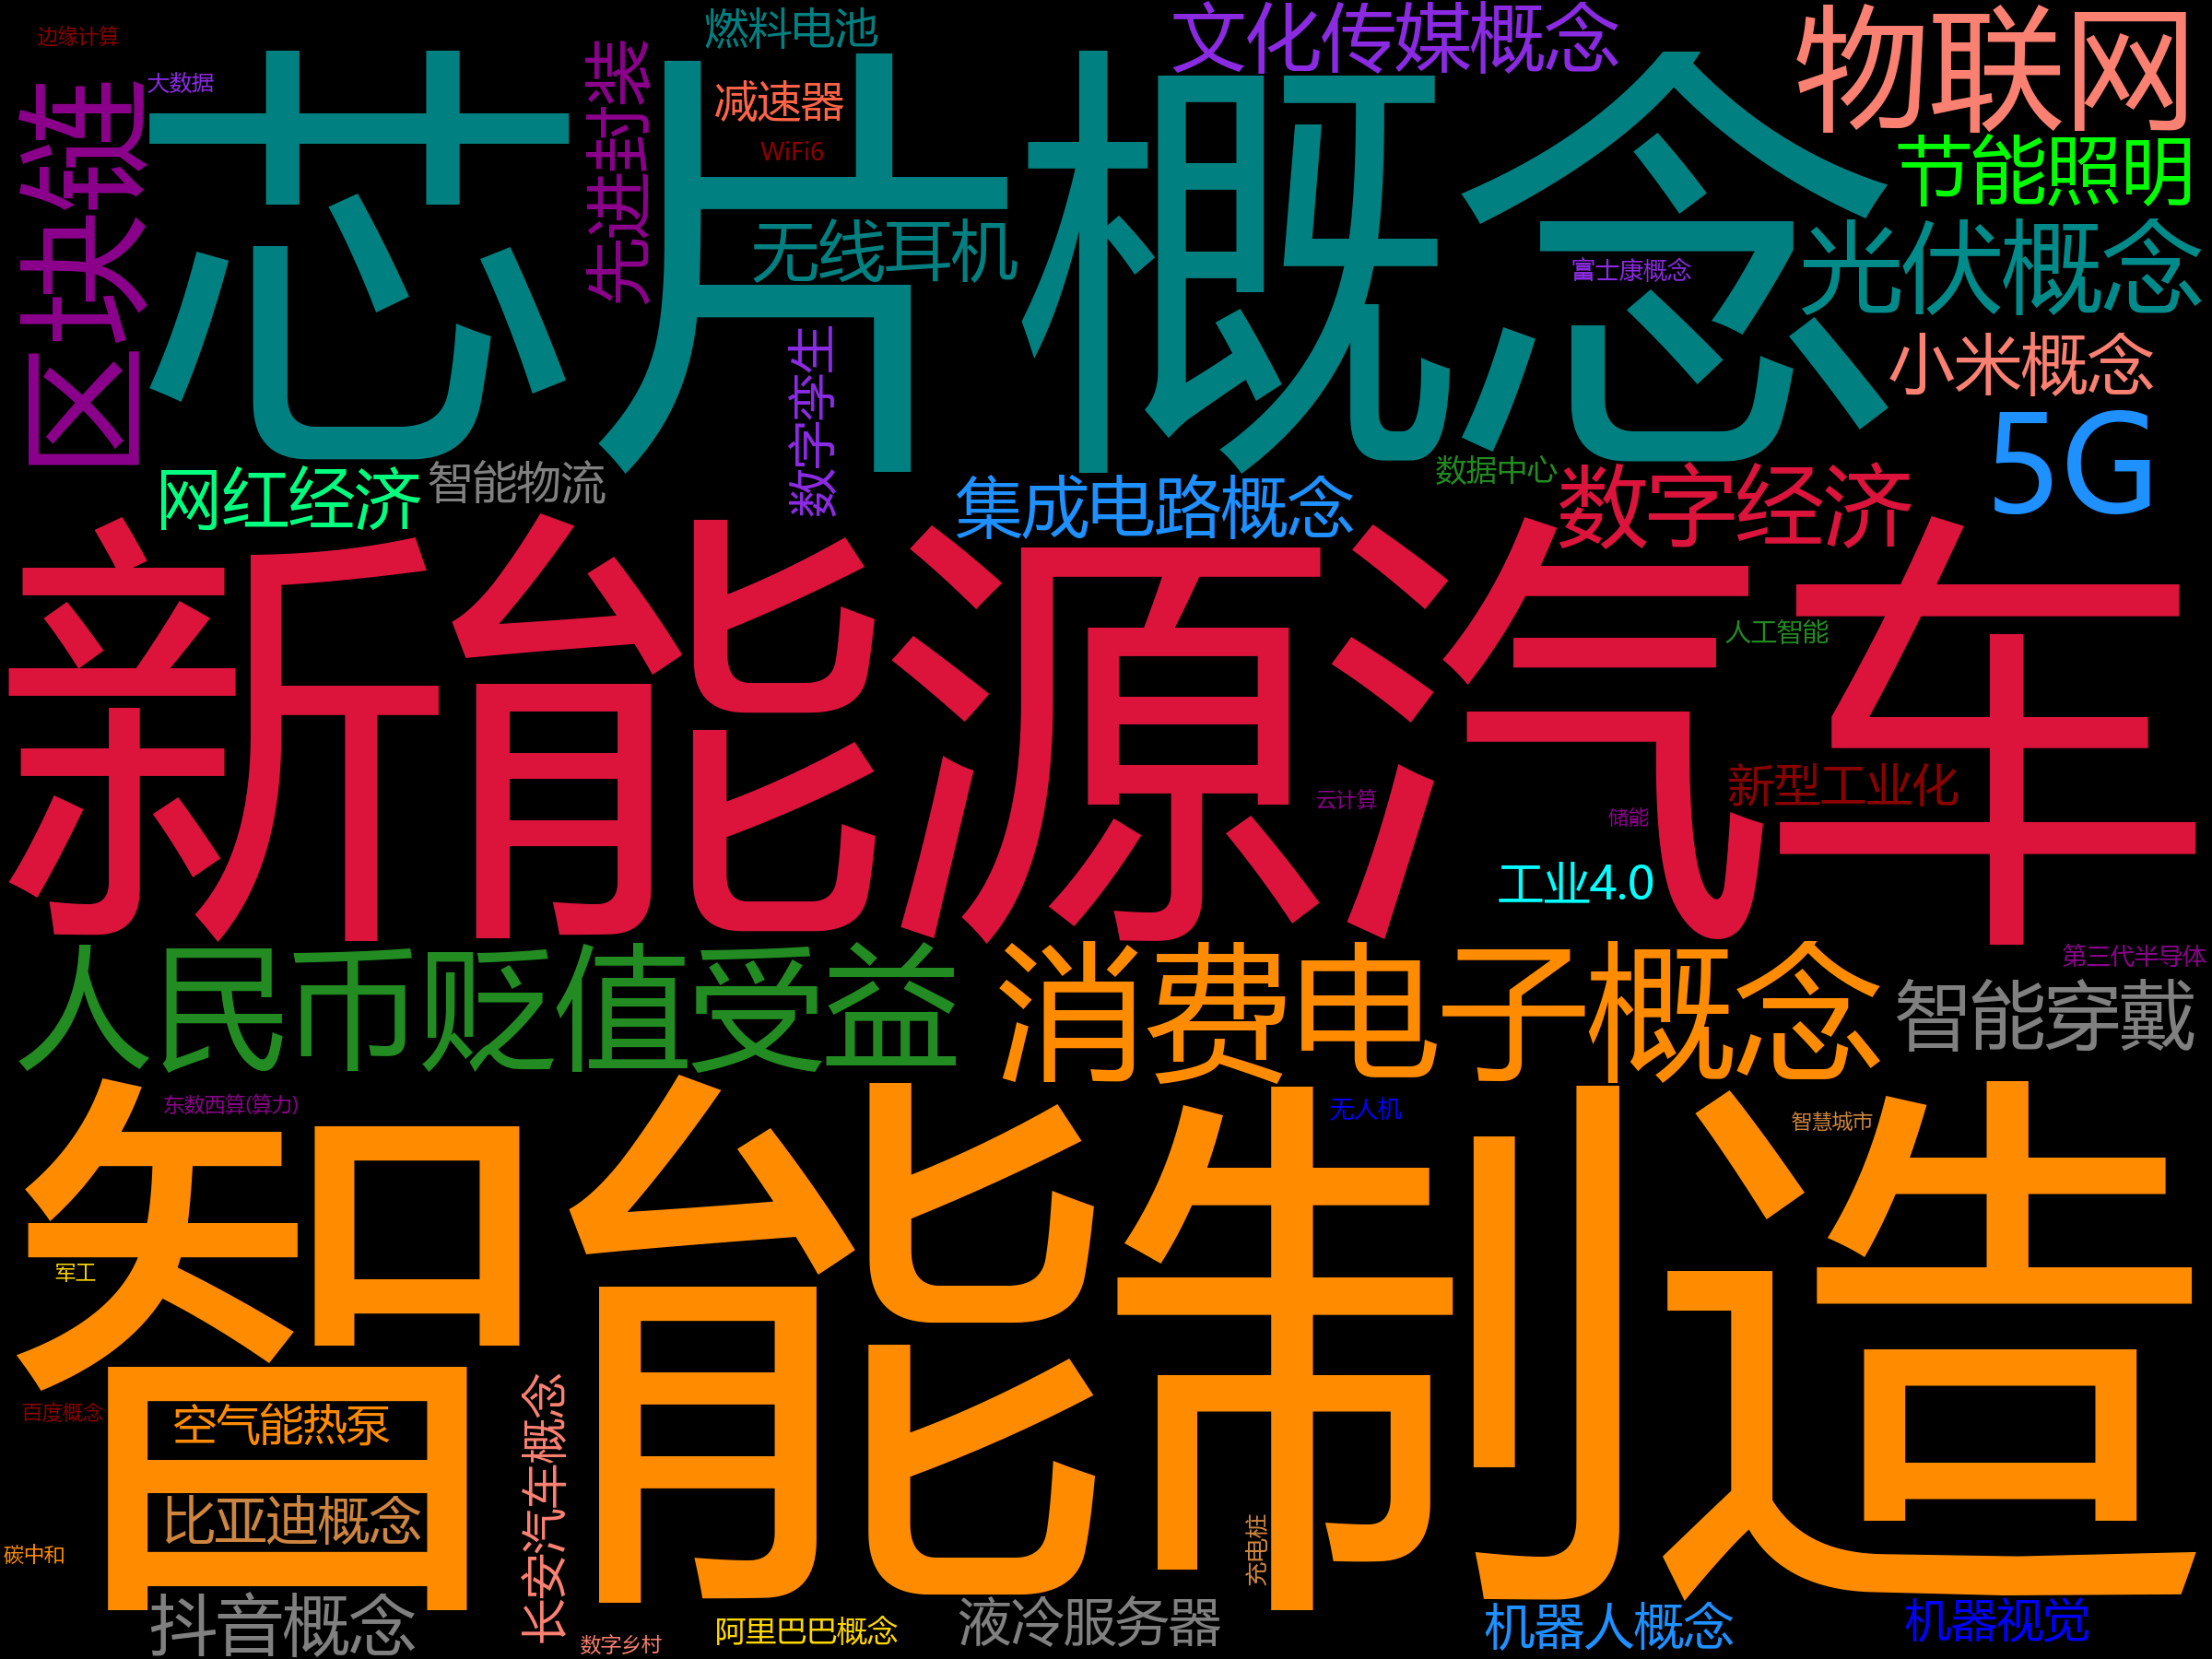 边缘计算
大数据
区块链
芯片概念
先进封装
燃料电池
减速器
WiFi6
无线耳机
文化传媒概念
物联网
节能照明
富士康概念
光伏概念
小米概念
5G
数字孪生
网红经济
智能物流
集成电路概念
数据中心
数字经济
新能源汽车
人工智能
云计算
储能
新型工业化
工业4.0
人民币贬值受益
消费电子概念
第三代半导体
智能穿戴
东数西算(算力)
无人机
智慧城市
智能制造
军工
百度概念
空气能热泵
比亚迪概念
碳中和
长安汽车概念
充电桩
抖音概念
数字乡村
阿里巴巴概念
液冷服务器
机器人概念
机器视觉